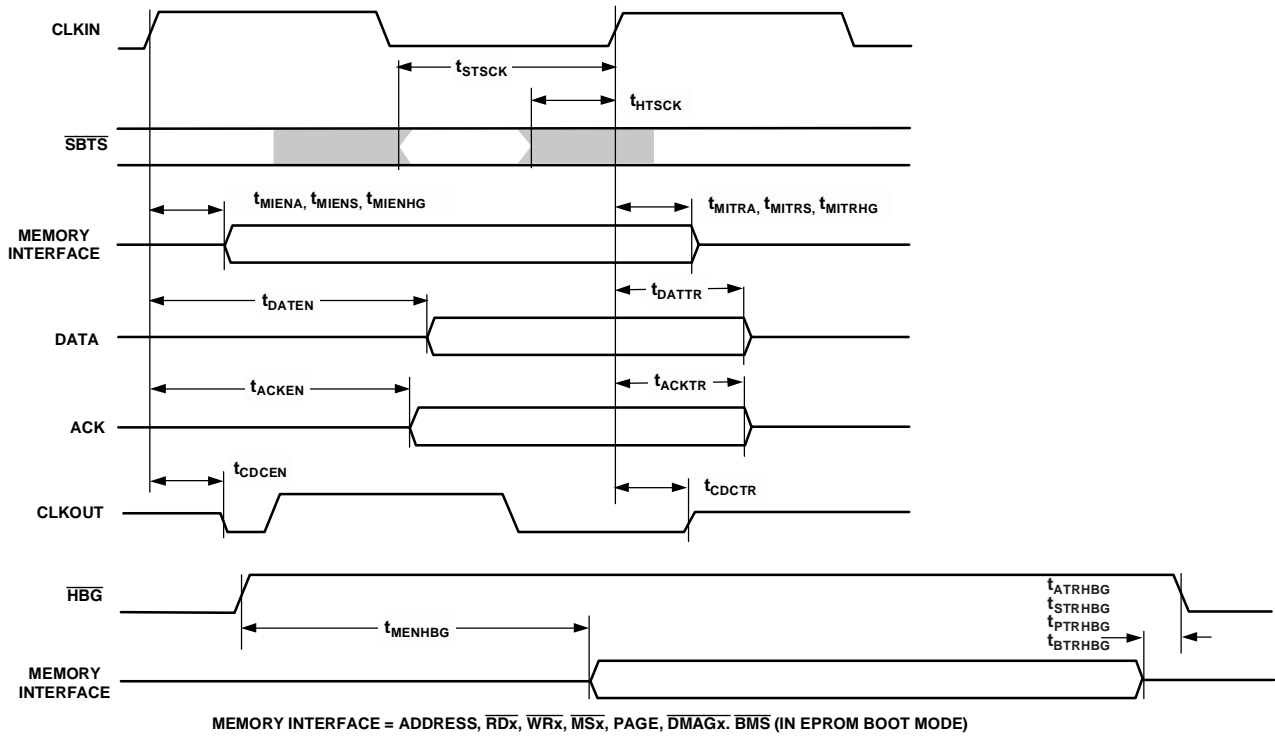 CLKIN
tSTSCK
tHTSCK
SBTS
tMIENA, tMIENS, tMIENHG
tMITRA, tMITRS, tMITRHG
MEMORY
INTERFACE
tDATEN
tDATTR
DATA
tACKEN
tACKTR
ACK
tCDCEN
tCDCTR
CLKOUT
HBG
tMENHBG
tATRHBG
tSTRHBG
tPTRHBG
tBTRHBG
MEMORY
INTERFACE
MEMORY INTERFACE = ADDRESS, RDx, WRx, MSx, PAGE, DMAGx. BMS (IN EPROM BOOT MODE)